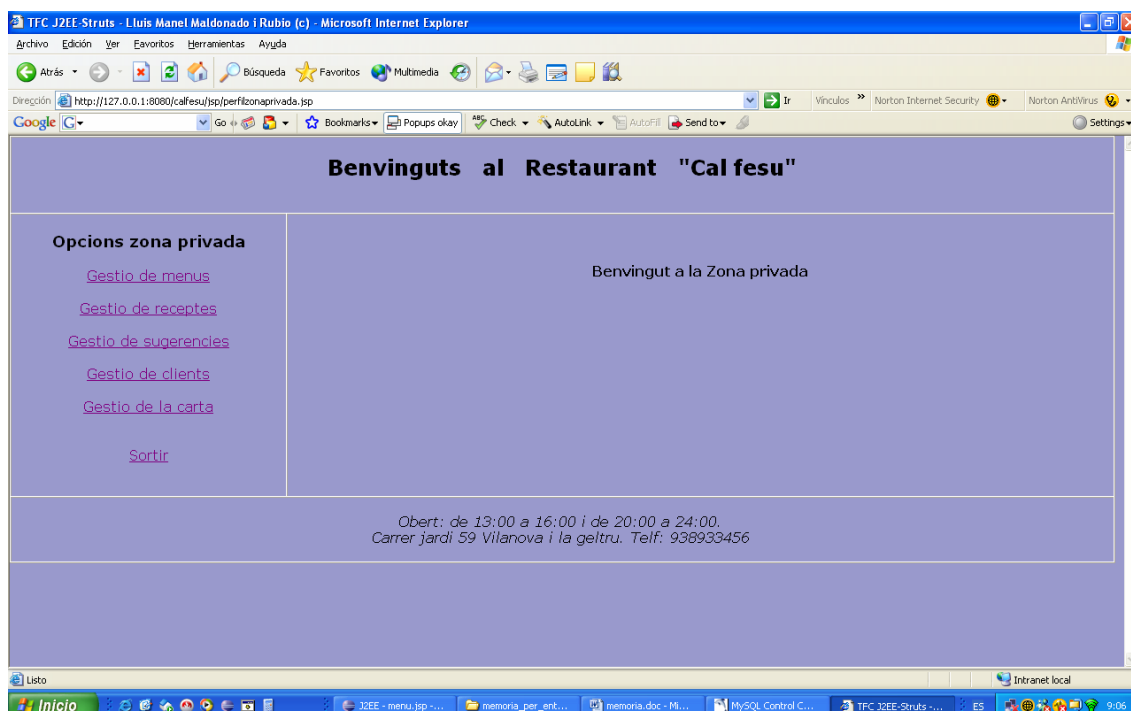 TFC J2EE-Struts - Lluis Manel Maldonado i Rubio (c) - Microsoft Internet Explorer
Archivo Edición Ver Favoritos Herramientas Ayuda
Atrás Búsqueda Favoritos Multimedia
Dirección http://127.0.0.1:8080/calfesu/jsp/perfilzonaprivada.jsp Ir Vínculos » Norton Internet Security Norton AntiVirus
Google G Go Bookmarks Popups okay ABC Check AutoLink AutoFill Send to Settings
Benvinguts al Restaurant "Cal fesu"
Opcions zona privada
Benvingut a la Zona privada
Gestio de menus
Gestio de receptes
Gestio de sugerencies
Gestio de clients
Gestio de la carta
Sortir
Obert: de 13:00 a 16:00 i de 20:00 a 24:00.
Carrer jardi 59 Vilanova i la geltru. Telf: 938933456
Listo Intranet local
Inicio J2EE - menu.jsp -... memoria_per_ent... memoria.doc - Mi... MySQL Control C... TFC J2EE-Struts -... ES 9:06